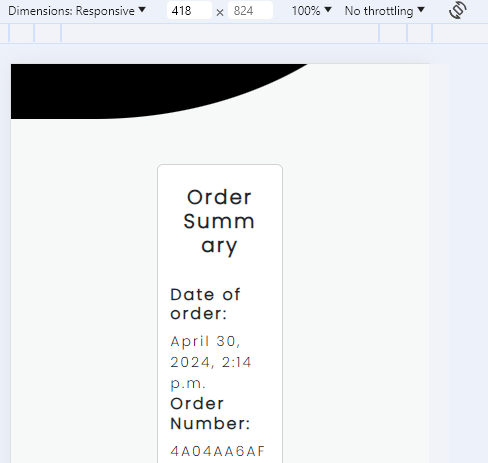 Dimensions: Responsive 418 × 824 100% No throttling
Order
Summ
ary
Date of
order:
April 30,
2024, 2:14
p.m.
Order
Number:
4A04AA6AF